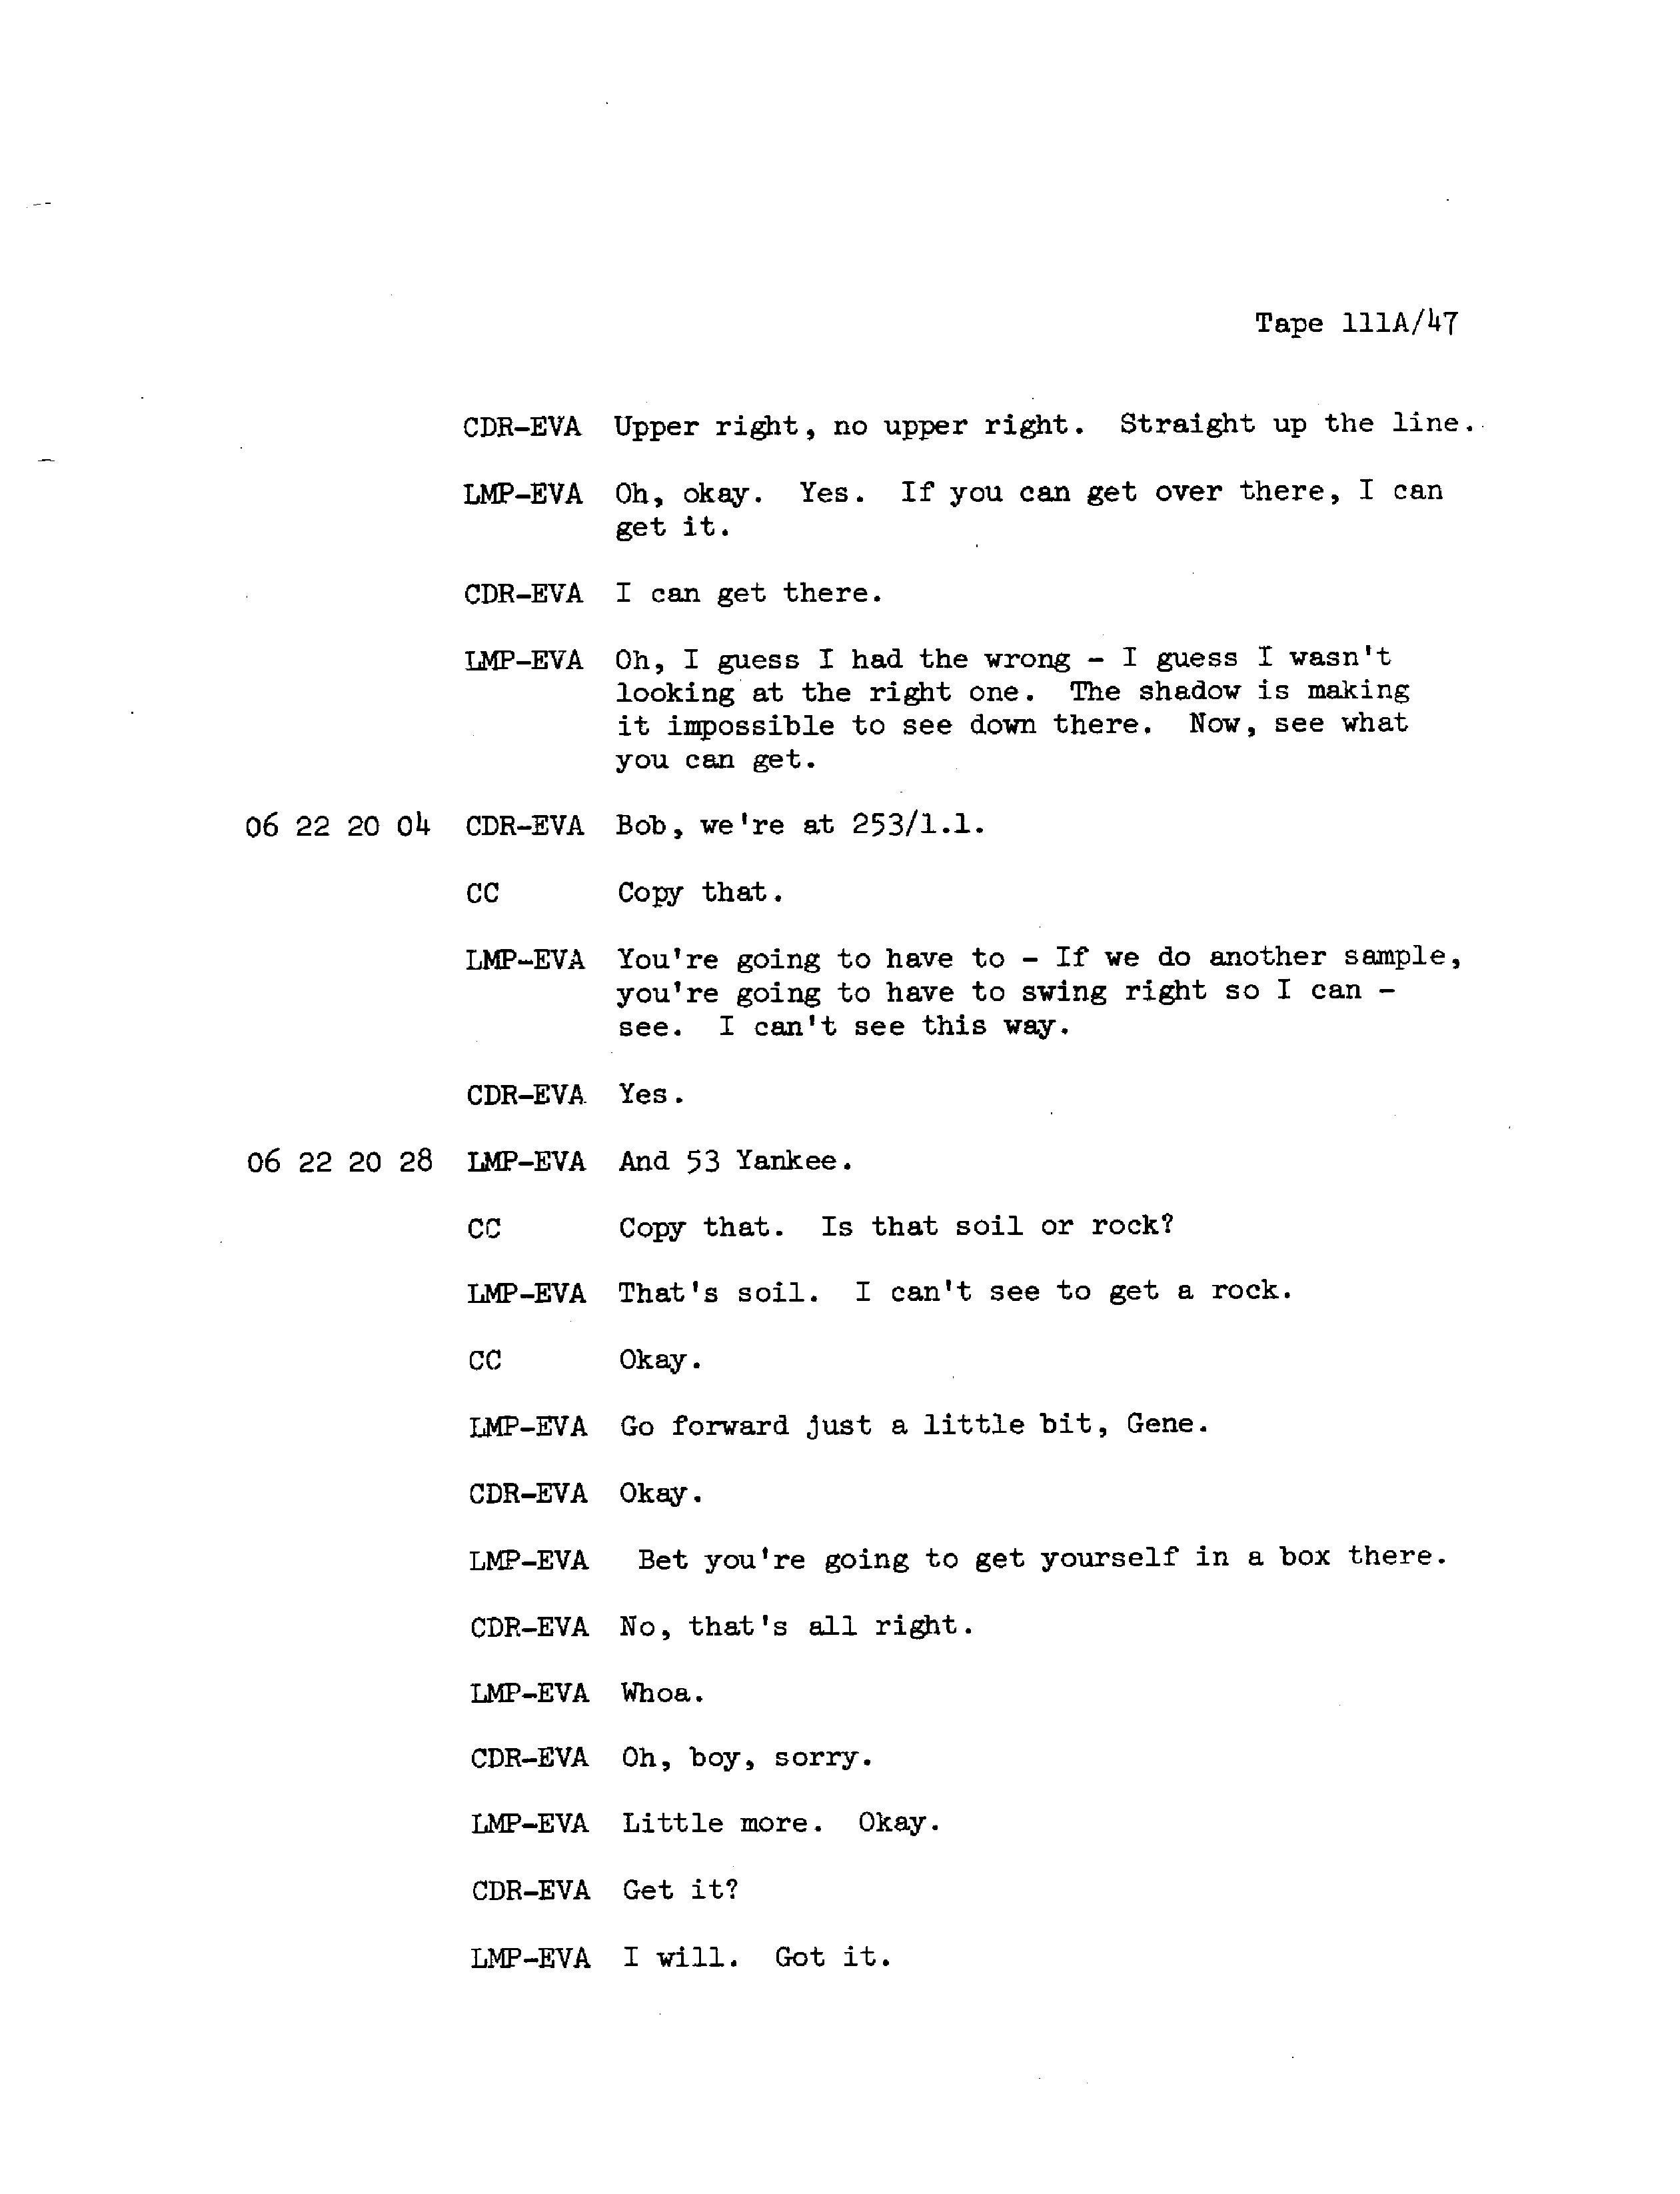 Tape 111A/47
CDR-EVA Upper right, no upper right. Straight up the line.
LMP-EVA Oh, okay. Yes. If you can get over there, I can
get it.
CDR-EVA I can get there.
LMP-EVA Oh, I guess I had the wrong - I guess I wasn't
looking at the right one. The shadow is making
it impossible to see down there. Now, see what
you can get.
06 22 20 04 CDR-EVA Bob, we're at 253/1.1.
CC Copy that.
LMP-EVA You're going to have to - If we do another sample,
you're going to have to swing right so I can -
see. I can't see this way.
CDR-EVA Yes.
06 22 20 28 LMP-EVA And 53 Yankee.
CC Copy that. Is that soil or rock?
LMP-EVA That's soil. I can't see to get a rock.
CC Okay.
LMP-EVA Go forward just a little bit, Gene.
CDR-EVA Okay.
LMP-EVA Bet you're going to get yourself in a box there.
CDR-EVA No, that's all right.
LMP-EVA Whoa.
CDR-EVA Oh, boy, sorry.
LMP-EVA Little more. Okay.
CDR-EVA Get it?
LMP-EVA I will. Got it.